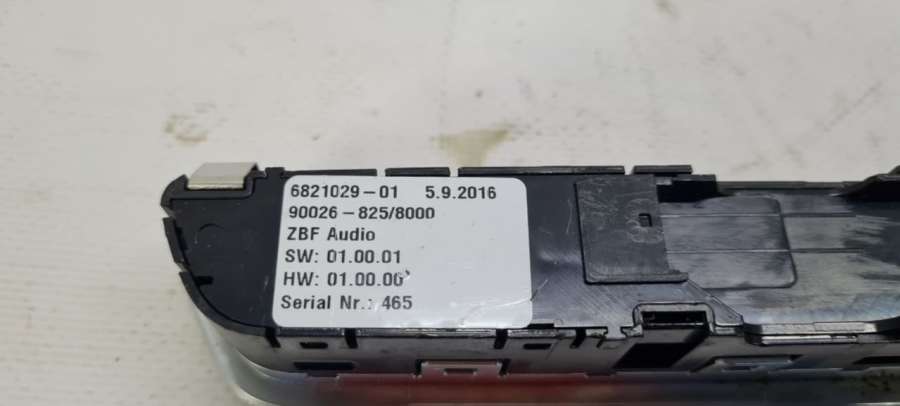 6821029-01 5.9.2016
90026-825/8000
ZBF Audio
SW: 01.00.01
HW: 01.00.00
Serial Nr.: 465